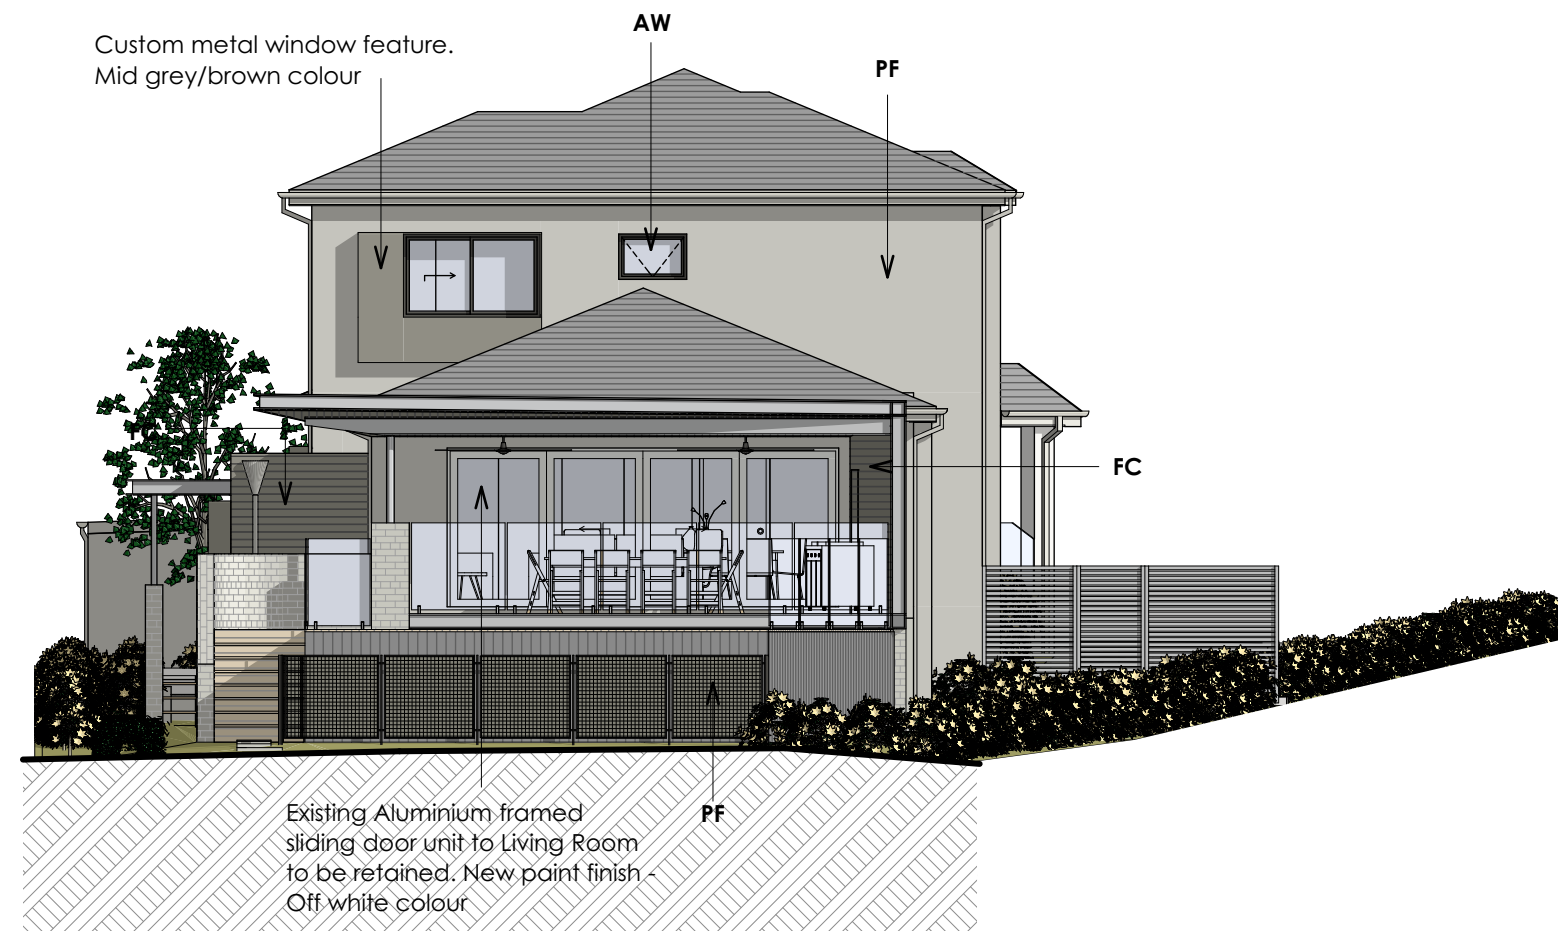 AW
Custom metal window feature.
Mid grey/brown colour
PF
FC
Existing Aluminium framed
sliding door unit to Living Room
to be retained. New paint finish -
Off white colour
PF